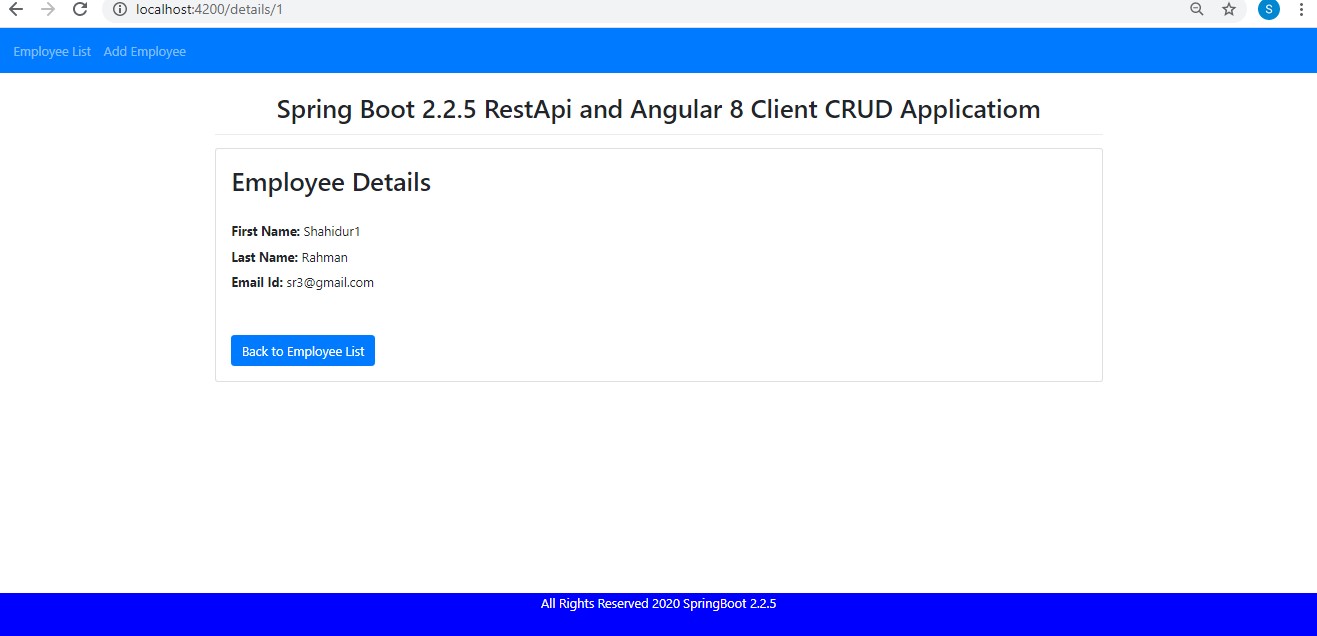 localhost:4200/details/1
S
Employee List Add Employee
Spring Boot 2.2.5 RestApi and Angular 8 Client CRUD Applicatiom
Employee Details
First Name: Shahidur1
Last Name: Rahman
Email Id: sr3@gmail.com
Back to Employee List
All Rights Reserved 2020 SpringBoot 2.2.5